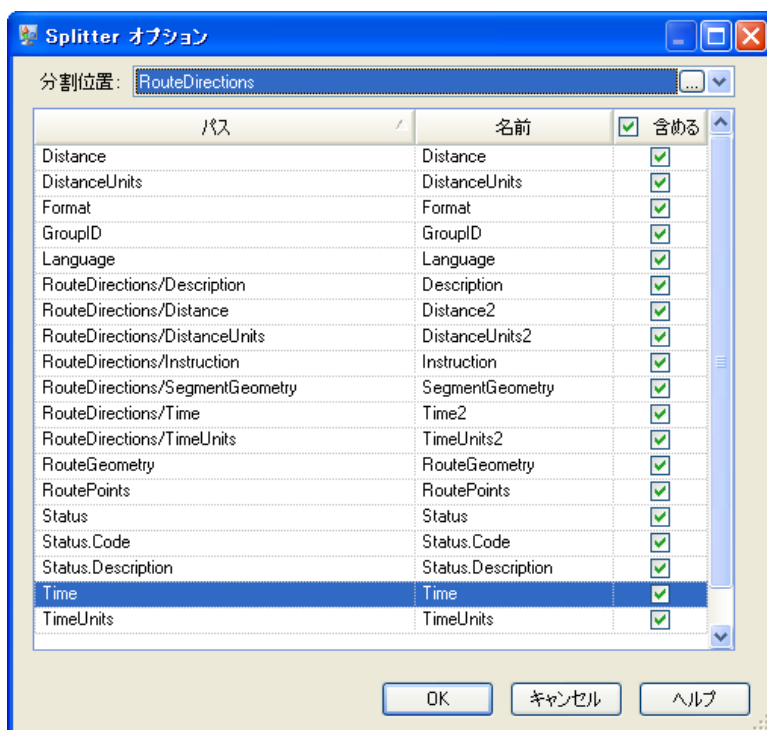 Splitter オプション
分割位置: RouteDirections ...
パス 名前 含める
Distance Distance
DistanceUnits DistanceUnits
Format Format
GroupID GroupID
Language Language
RouteDirections/Description Description
RouteDirections/Distance Distance2
RouteDirections/DistanceUnits DistanceUnits2
RouteDirections/Instruction Instruction
RouteDirections/SegmentGeometry SegmentGeometry
RouteDirections/Time Time2
RouteDirections/TimeUnits TimeUnits2
RouteGeometry RouteGeometry
RoutePoints RoutePoints
Status Status
Status.Code Status.Code
Status.Description Status.Description
Time Time
TimeUnits TimeUnits
OK キャンセル ヘルプ